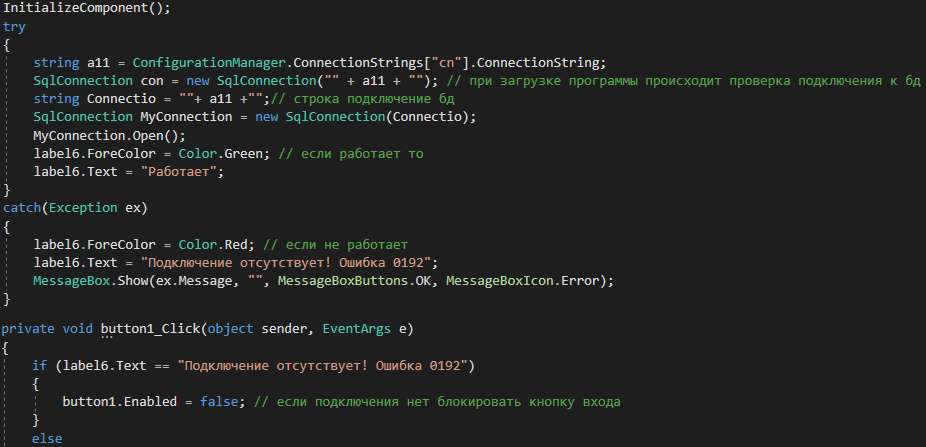 InitializeComponent();
try
{
string a11 = ConfigurationManager.ConnectionStrings["cn"].ConnectionString;
SqlConnection con = new SqlConnection("" + a11 + ""); // при загрузке программы происходит проверка подключения к бд
string Connectio = ""+ a11 +"";// строка подключение бд
SqlConnection MyConnection = new SqlConnection(Connectio);
MyConnection.Open();
label6.ForeColor = Color.Green; // если работает то
label6.Text = "Работает";
}
catch(Exception ex)
{
label6.ForeColor = Color.Red; // если не работает
label6.Text = "Подключение отсутствует! Ошибка 0192";
MessageBox.Show(ex.Message, "", MessageBoxButtons.OK, MessageBoxIcon.Error);
}
private void button1_Click(object sender, EventArgs e)
{
if (label6.Text == "Подключение отсутствует! Ошибка 0192")
{
button1.Enabled = false; // если подключения нет блокировать кнопку входа
}
else